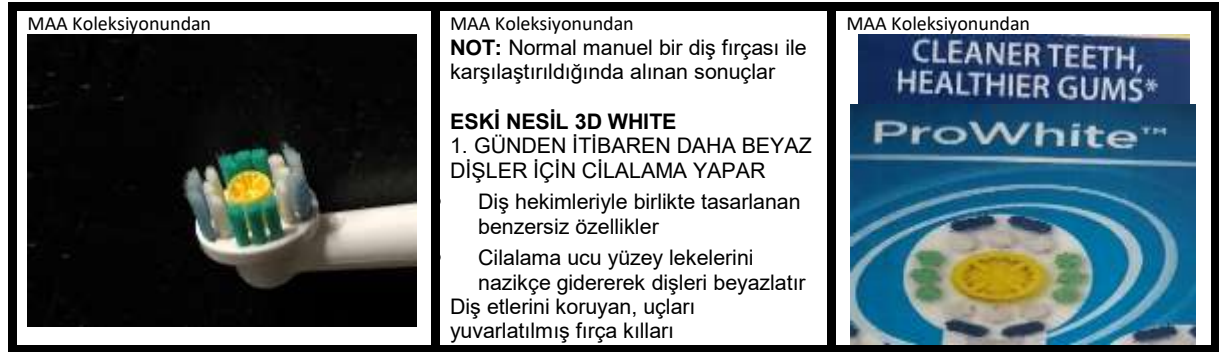 MAA Koleksiyonundan
MAA Koleksiyonundan
NOT: Normal manuel bir diş fırçası ile
karşılaştırıldığında alınan sonuçlar
ESKİ NESİL 3D WHITE
1. GÜNDEN İTİBAREN DAHA BEYAZ
DİŞLER İÇİN CİLALAMA YAPAR
Diş hekimleriyle birlikte tasarlanan
benzersiz özellikler
Cilalama ucu yüzey lekelerini
nazikçe gidererek dişleri beyazlatır
Diş etlerini koruyan, uçları
yuvarlatılmış fırça kılları
MAA Koleksiyonundan
CLEANER TEETH,
HEALTHIER GUMS*
ProWhite™